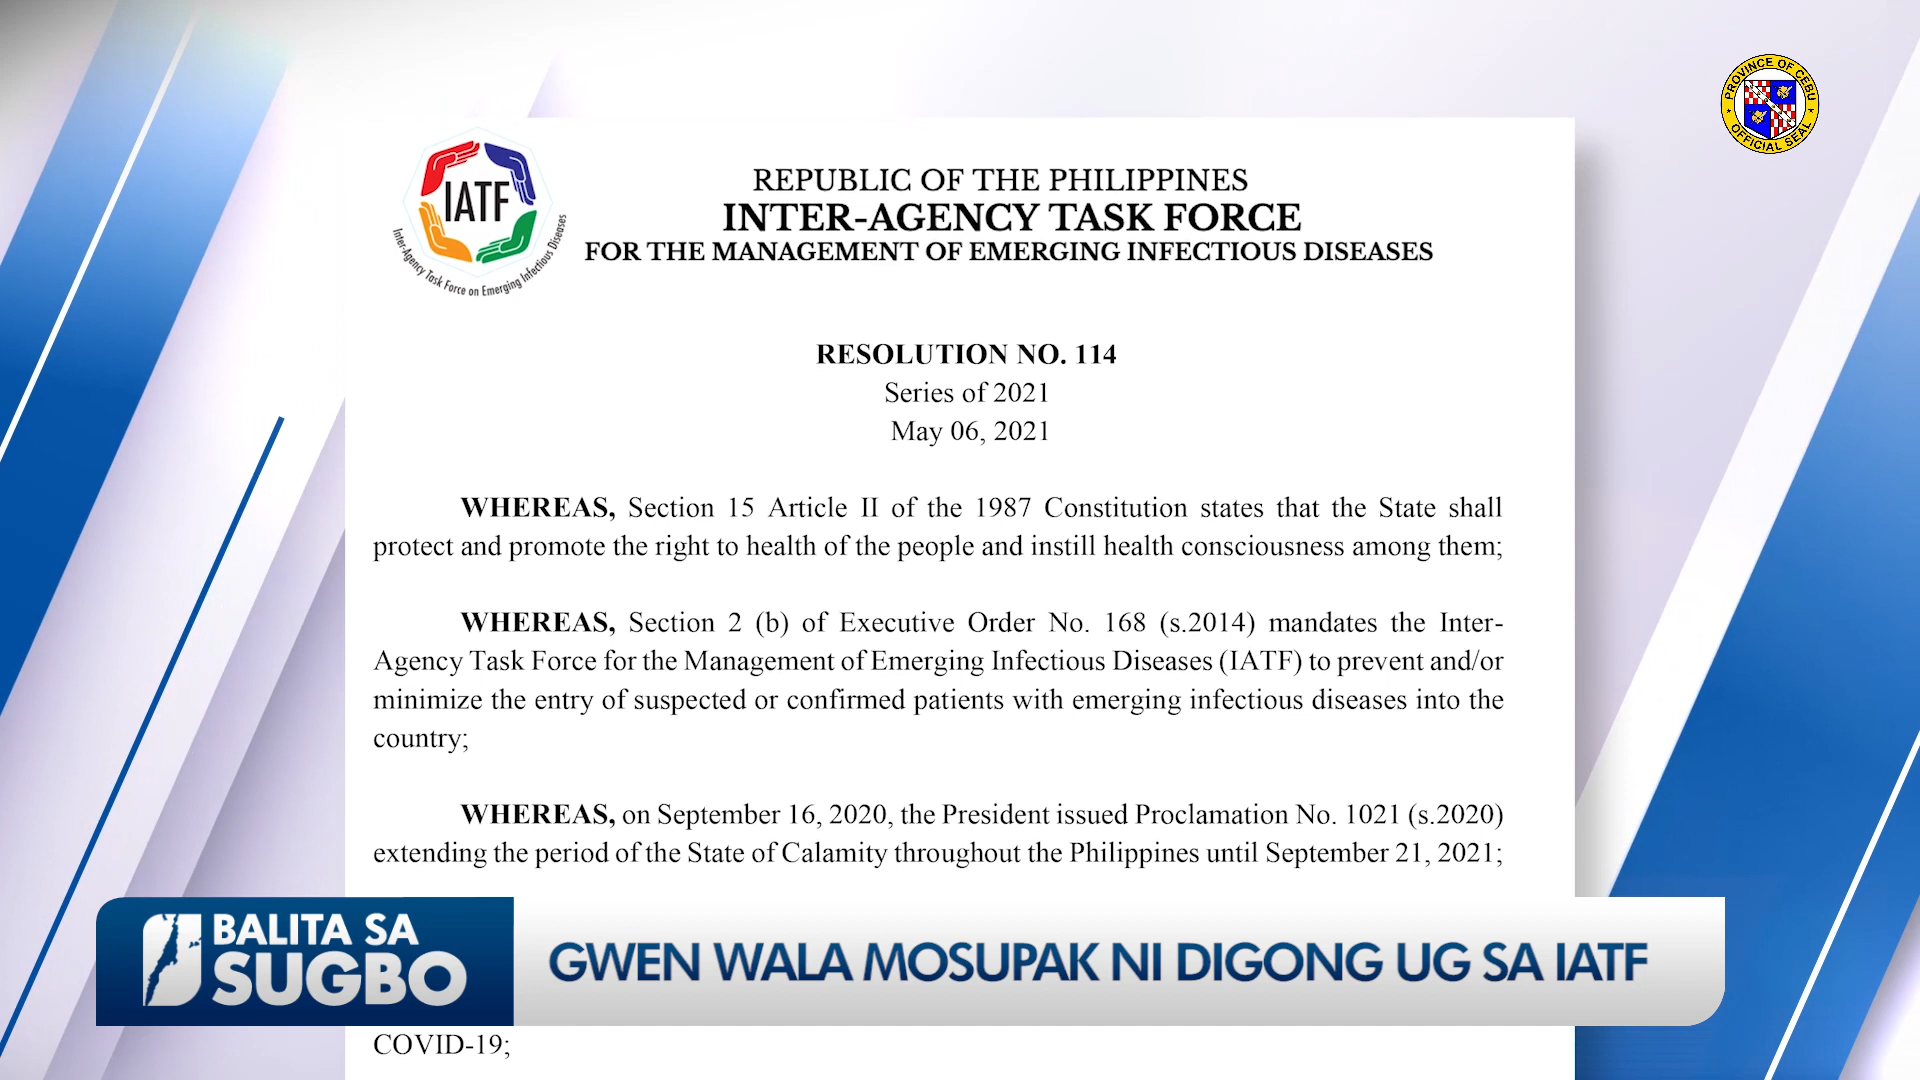 PROVINCE OF CEBU
OFFICIAL SEAL
IATF
Inter-Agency Task Force on Emerging Infectious Diseases
REPUBLIC OF THE PHILIPPINES
INTER-AGENCY TASK FORCE
FOR THE MANAGEMENT OF EMERGING INFECTIOUS DISEASES
RESOLUTION NO. 114
Series of 2021
May 06, 2021
WHEREAS, Section 15 Article II of the 1987 Constitution states that the State shall
protect and promote the right to health of the people and instill health consciousness among them;
WHEREAS, Section 2 (b) of Executive Order No. 168 (s.2014) mandates the Inter-
Agency Task Force for the Management of Emerging Infectious Diseases (IATF) to prevent and/or
minimize the entry of suspected or confirmed patients with emerging infectious diseases into the
country;
WHEREAS, on September 16, 2020, the President issued Proclamation No. 1021 (s.2020)
extending the period of the State of Calamity throughout the Philippines until September 21, 2021;
BALITA SA
SUGBO
GWEN WALA MOSUPAK NI DIGONG UG SA IATF
COVID-19;